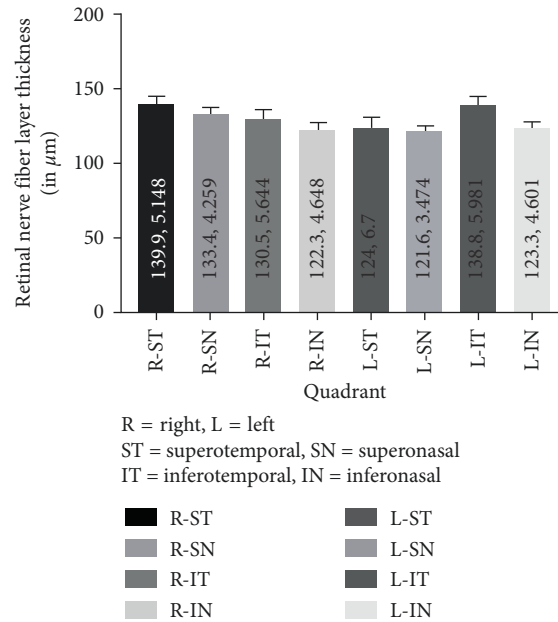 200
150
100
50
0
Retinal nerve fiber layer thickness
(in μm)
139.9, 5.148
133.4, 4.259
130.5, 5.644
122.3, 4.648
124, 6.7
121.6, 3.474
138.8, 5.981
123.3, 4.601
R-ST
R-SN
R-IT
R-IN
L-ST
L-SN
L-IT
L-IN
Quadrant
R = right, L = left
ST = superotemporal, SN = superonasal
IT = inferotemporal, IN = inferonasal
R-ST
R-SN
R-IT
R-IN
L-ST
L-SN
L-IT
L-IN